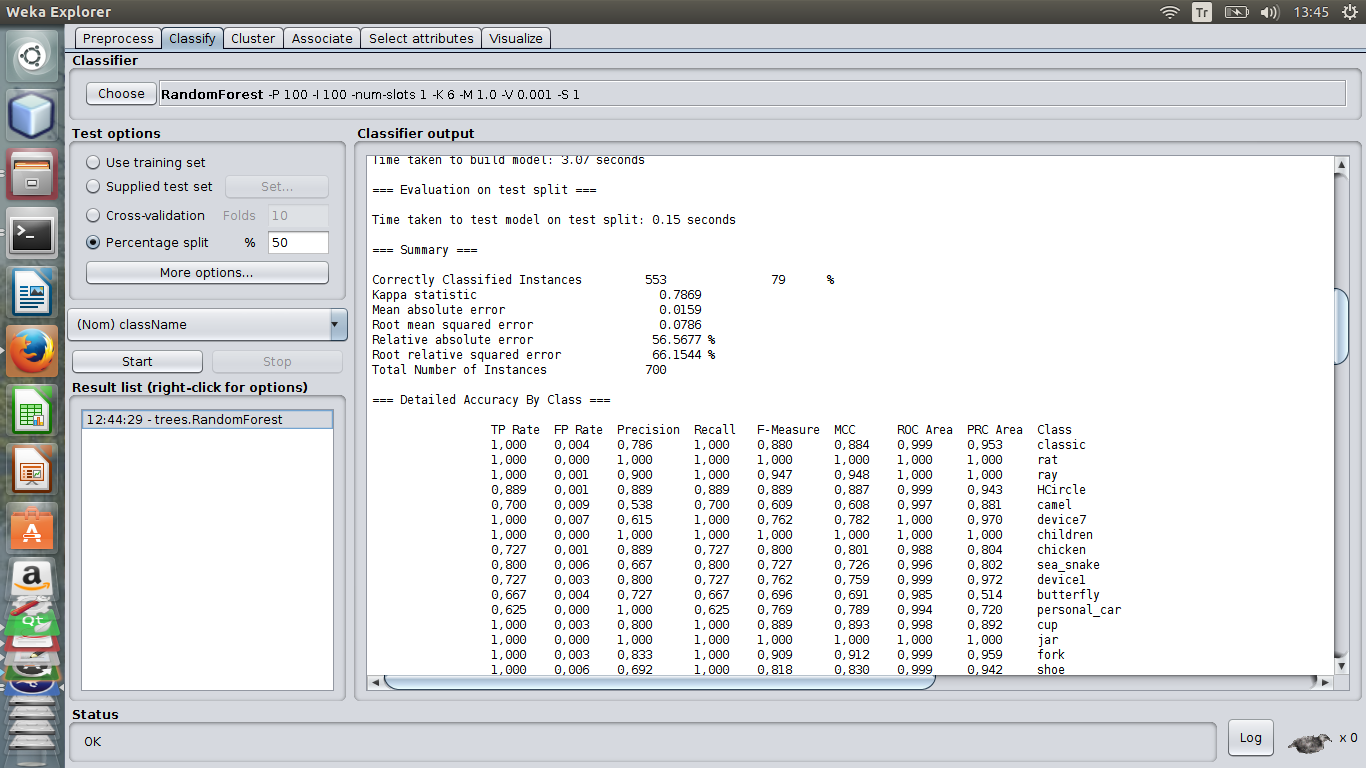 Weka Explorer
Tr
13:45
Preprocess Classify Cluster Associate Select attributes Visualize
Classifier
Choose RandomForest -P 100 -I 100 -num-slots 1 -K 6 -M 1.0 -V 0.001 -S 1
Test options
Use training set
Supplied test set Set...
Cross-validation Folds 10
Percentage split % 50
More options...
(Nom) className
Start Stop
Result list (right-click for options)
12:44:29 - trees.RandomForest
Classifier output
Time taken to build model: 3.07 seconds
=== Evaluation on test split ===
Time taken to test model on test split: 0.15 seconds
=== Summary ===
Correctly Classified Instances 553 79 %
Kappa statistic 0.7869
Mean absolute error 0.0159
Root mean squared error 0.0786
Relative absolute error 56.5677 %
Root relative squared error 66.1544 %
Total Number of Instances 700
=== Detailed Accuracy By Class ===
TP Rate FP Rate Precision Recall F-Measure MCC ROC Area PRC Area Class
1,000 0,004 0,786 1,000 0,880 0,884 0,999 0,953 classic
1,000 0,000 1,000 1,000 1,000 1,000 1,000 1,000 rat
1,000 0,001 0,900 1,000 0,947 0,948 1,000 1,000 ray
0,889 0,001 0,889 0,889 0,889 0,887 0,999 0,943 HCircle
0,700 0,009 0,538 0,700 0,609 0,608 0,997 0,881 camel
1,000 0,007 0,615 1,000 0,762 0,782 1,000 0,970 device7
1,000 0,000 1,000 1,000 1,000 1,000 1,000 1,000 children
0,727 0,001 0,889 0,727 0,800 0,801 0,988 0,804 chicken
0,800 0,006 0,667 0,800 0,727 0,726 0,996 0,802 sea_snake
0,727 0,003 0,800 0,727 0,762 0,759 0,999 0,972 device1
0,667 0,004 0,727 0,667 0,696 0,691 0,985 0,514 butterfly
0,625 0,000 1,000 0,625 0,769 0,789 0,994 0,720 personal_car
1,000 0,003 0,800 1,000 0,889 0,893 0,998 0,892 cup
1,000 0,000 1,000 1,000 1,000 1,000 1,000 1,000 jar
1,000 0,003 0,833 1,000 0,909 0,912 0,999 0,959 fork
1,000 0,006 0,692 1,000 0,818 0,830 0,999 0,942 shoe
Status
OK
Log
x 0
Qt